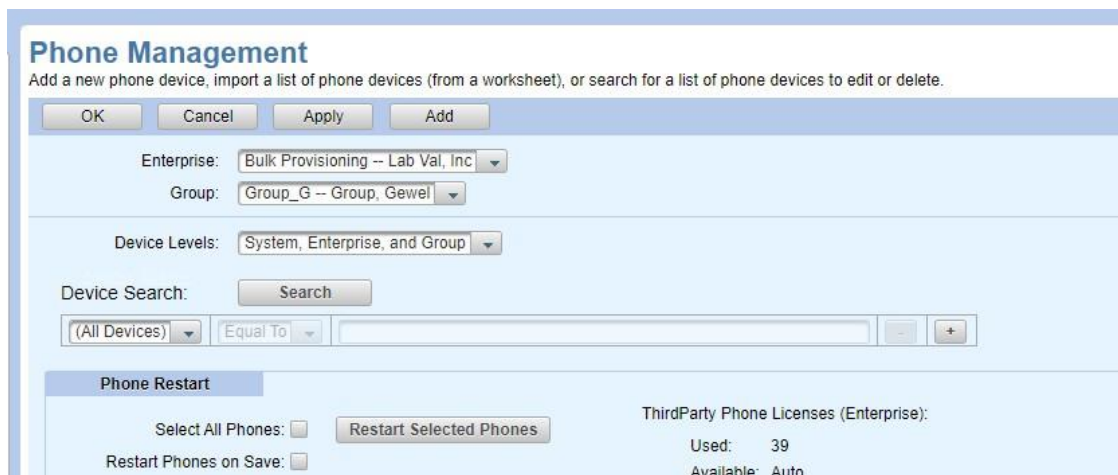 Phone Management
Add a new phone device, import a list of phone devices (from a worksheet), or search for a list of phone devices to edit or delete.
OK Cancel Apply Add
Enterprise: Bulk Provisioning -- Lab Val, Inc
Group: Group_G -- Group, Gewel
Device Levels: System, Enterprise, and Group
Device Search: Search
(All Devices) Equal To - +
Phone Restart
ThirdParty Phone Licenses (Enterprise):
Select All Phones: Restart Selected Phones
Used: 39
Restart Phones on Save:
Available: Auto